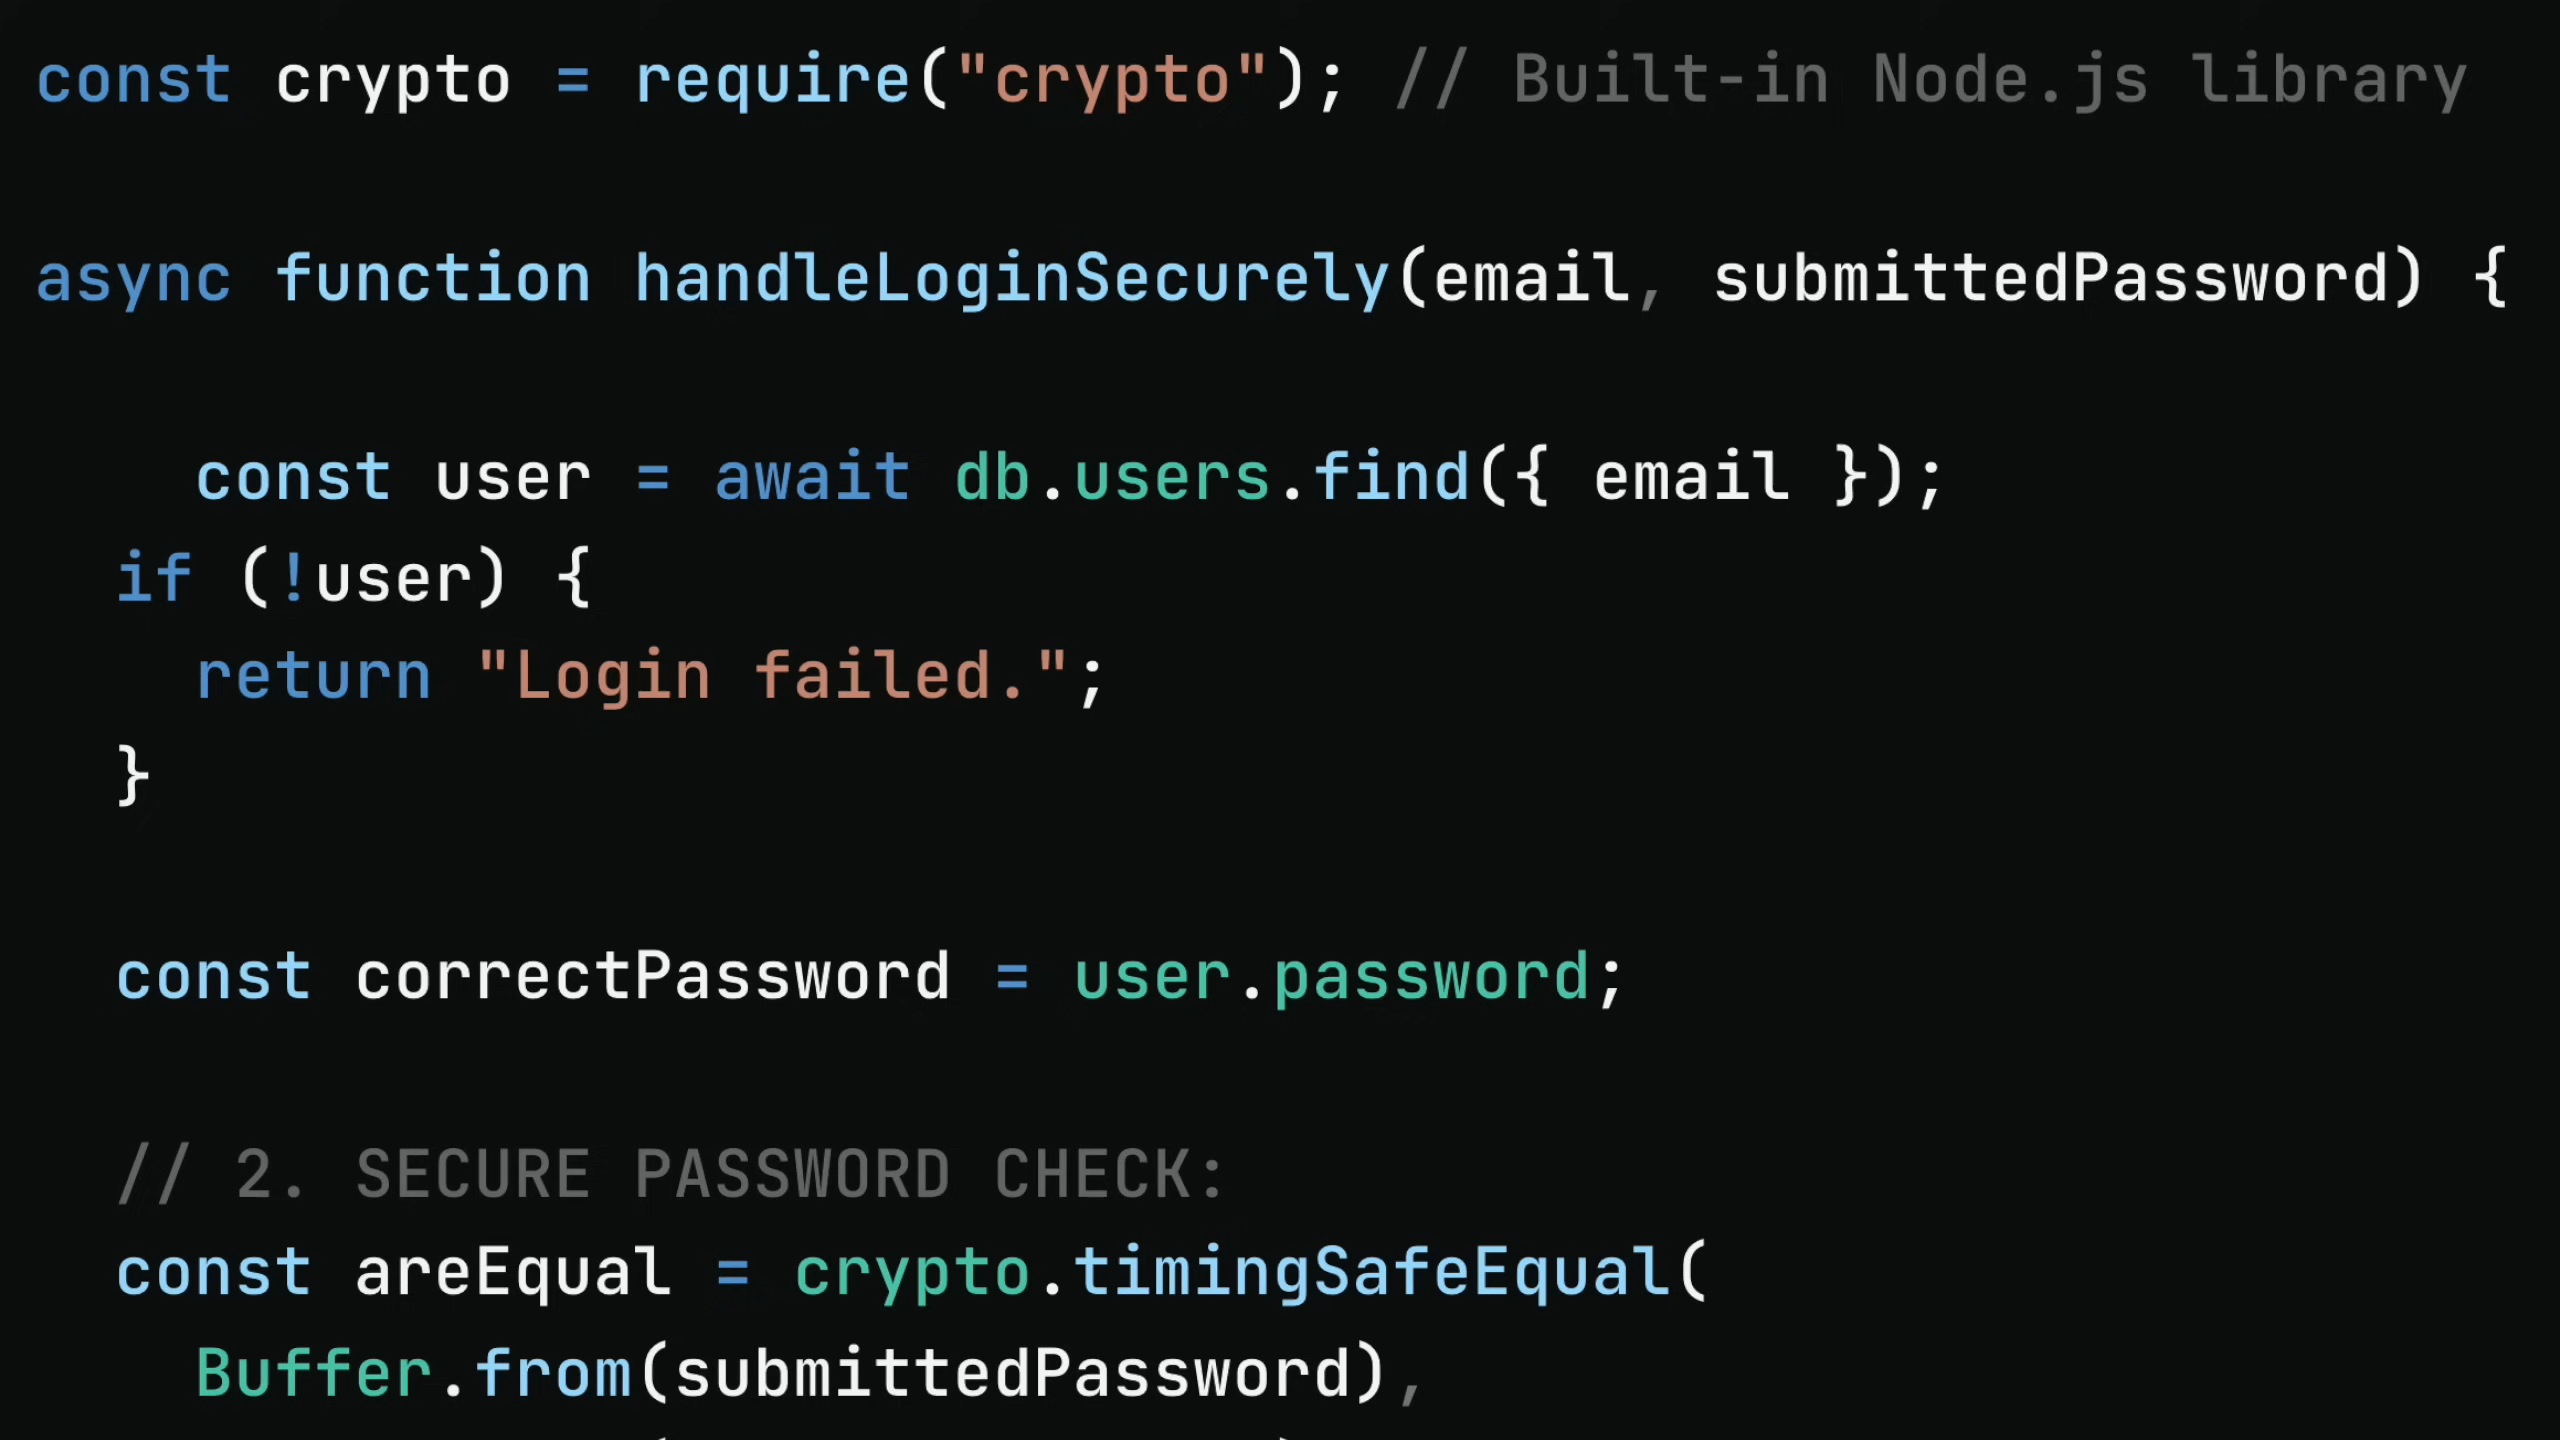 const crypto = require("crypto"); // Built-in Node.js library
async function handleLoginSecurely(email, submittedPassword) {
const user = await db.users.find({ email });
if (!user) {
return "Login failed.";
}
const correctPassword = user.password;
// 2. SECURE PASSWORD CHECK:
const areEqual = crypto.timingSafeEqual(
Buffer.from(submittedPassword),